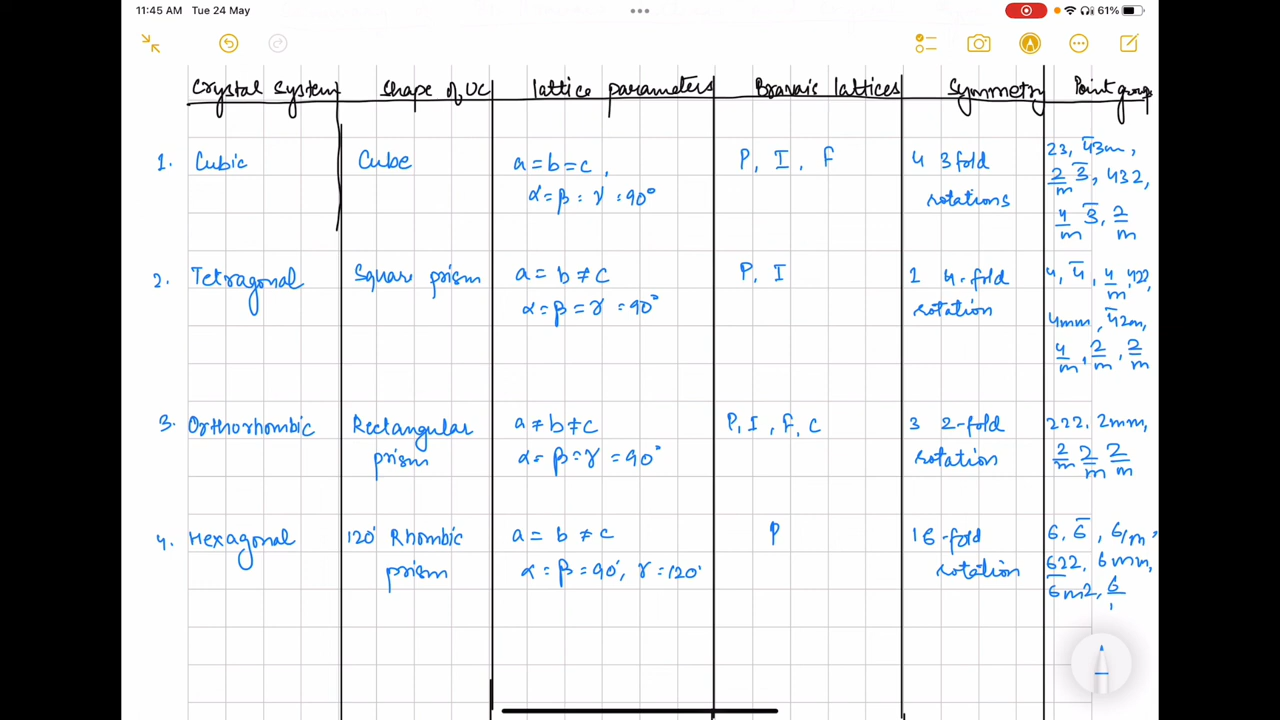 11:45 AM Tue 24 May
61%
Crystal System Shape of UC lattice parameters Bravais lattices Symmetry Point group
1. Cubic Cube a = b = c, P, I, F 4 3 fold 23, 4̅3m,
α = β = γ = 90° rotations 2/m 3̅, 432,
4/m 3̅, 2/m
2. Tetragonal Square prism a = b ≠ c P, I 1 4-fold 4, 4̅, 4/m, 422,
α = β = γ = 90° rotation 4mm, 4̅2m,
4/m, 2/m, 2/m
3. Orthorhombic Rectangular a ≠ b ≠ c P, I, F, C 3 2-fold 222, 2mm,
prism α = β = γ = 90° rotation 2/m 2/m 2/m
4. Hexagonal 120° Rhombic a = b ≠ c P 1 6-fold 6, 6̅, 6/m,
prism α = β = 90°, γ = 120° rotation 622, 6mm,
6̅m2, 6/